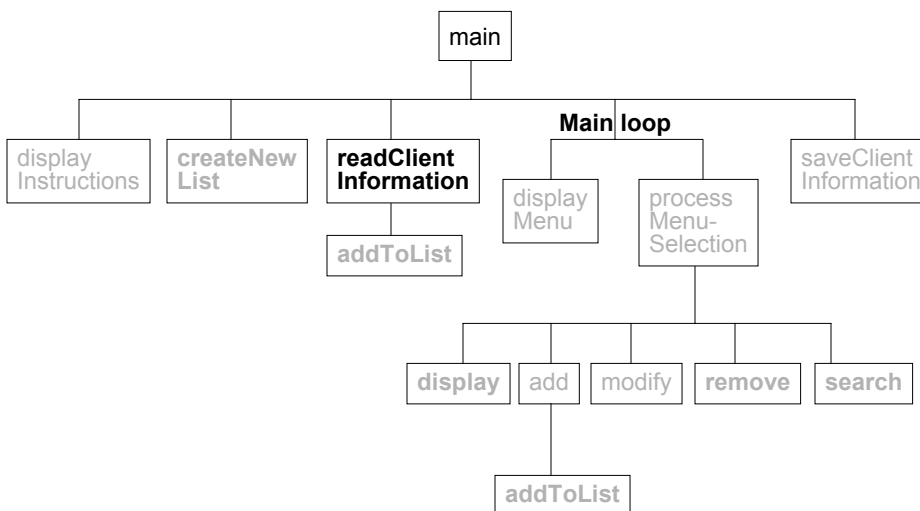 main
Main loop
display
Instructions
createNew
List
readClient
Information
saveClient
Information
display
Menu
process
Menu-
Selection
addToList
display
add
modify
remove
search
addToList